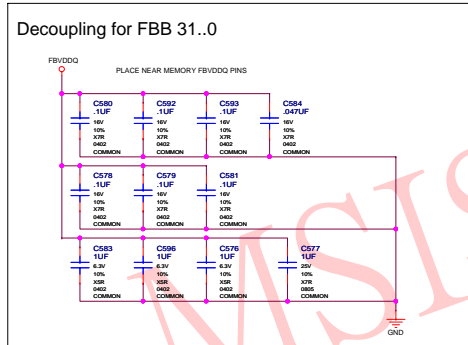 Decoupling for FBB 31..0
FBVDDQ
PLACE NEAR MEMORY FBVDDQ PINS
C580
.1UF
16V
10%
X7R
0402
COMMON
C592
.1UF
16V
10%
X7R
0402
COMMON
C593
.1UF
16V
10%
X7R
0402
COMMON
C584
.047UF
16V
10%
X7R
0402
COMMON
C578
.1UF
16V
10%
X7R
0402
COMMON
C579
.1UF
16V
10%
X7R
0402
COMMON
C581
.1UF
16V
10%
X7R
0402
COMMON
C583
1UF
6.3V
10%
X5R
0402
COMMON
C596
1UF
6.3V
10%
X5R
0402
COMMON
C576
1UF
6.3V
10%
X5R
0402
COMMON
C577
1UF
25V
10%
X7R
0805
COMMON
GND